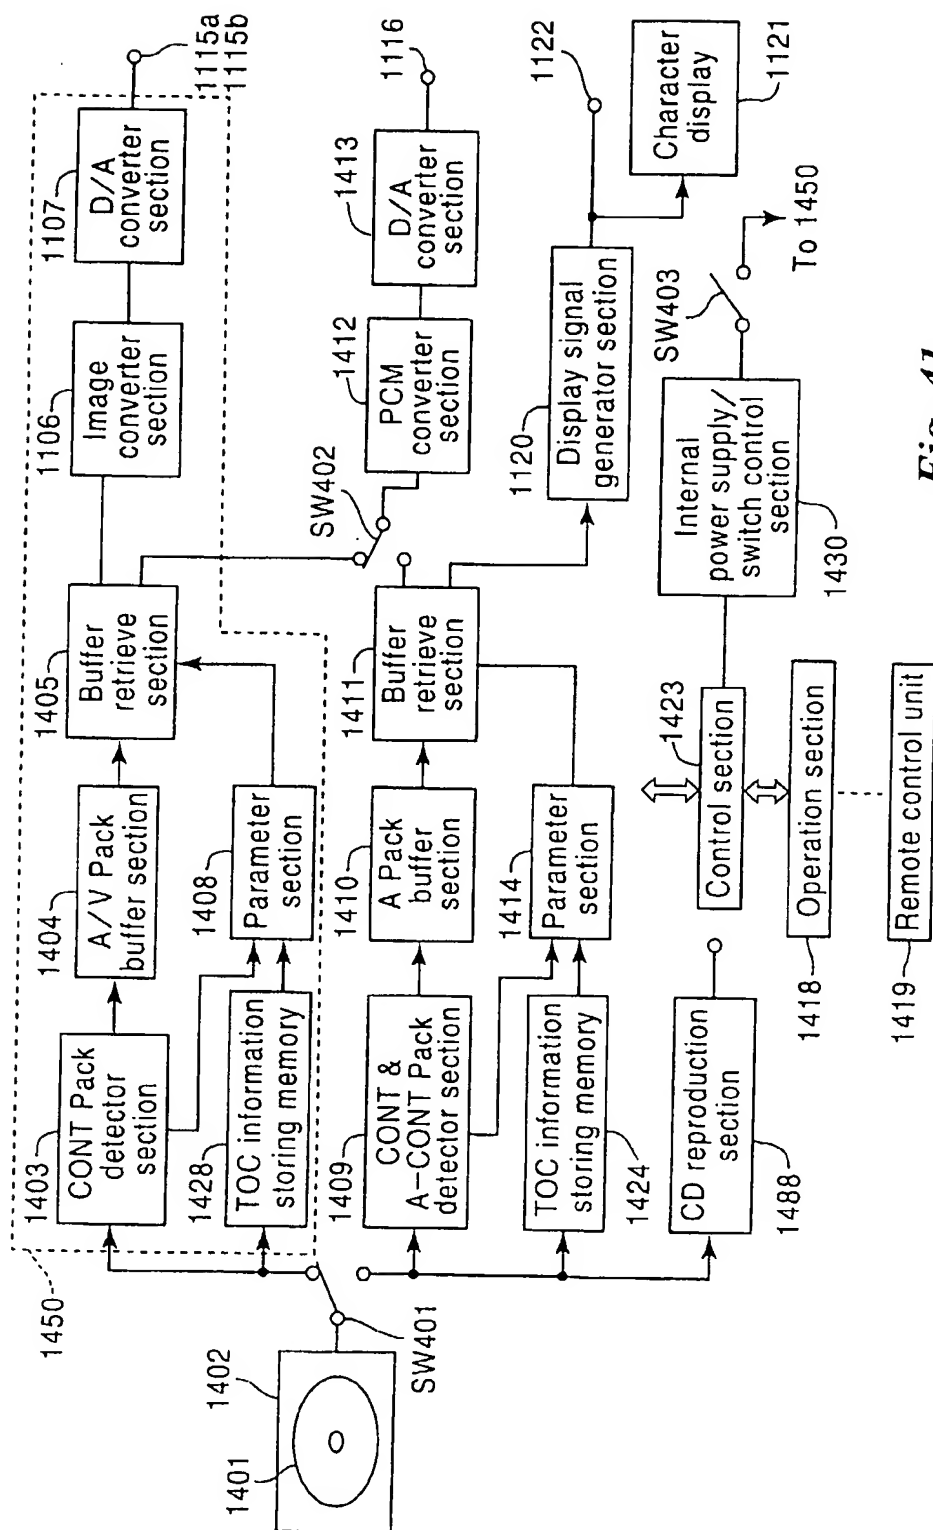 1401
1402
SW401
1450
1403
CONT Pack
detector
section
1404
A/V Pack
buffer section
1405
Buffer
retrieve
section
1106
Image
converter
section
1107
D/A
converter
section
1115a
1115b
1428
TOC information
storing memory
1408
Parameter
section
1409
CONT &
A-CONT Pack
detector section
1410
A Pack
buffer
section
1411
Buffer
retrieve
section
SW402
1412
PCM
converter
section
1413
D/A
converter
section
1116
1424
TOC information
storing memory
1414
Parameter
section
1120
Display signal
generator section
1122
Character
display
1121
1488
CD reproduction
section
1423
Control section
1418
Operation section
1419
Remote control unit
Internal
power supply/
switch control
section
1430
SW403
To 1450
Fig. 41